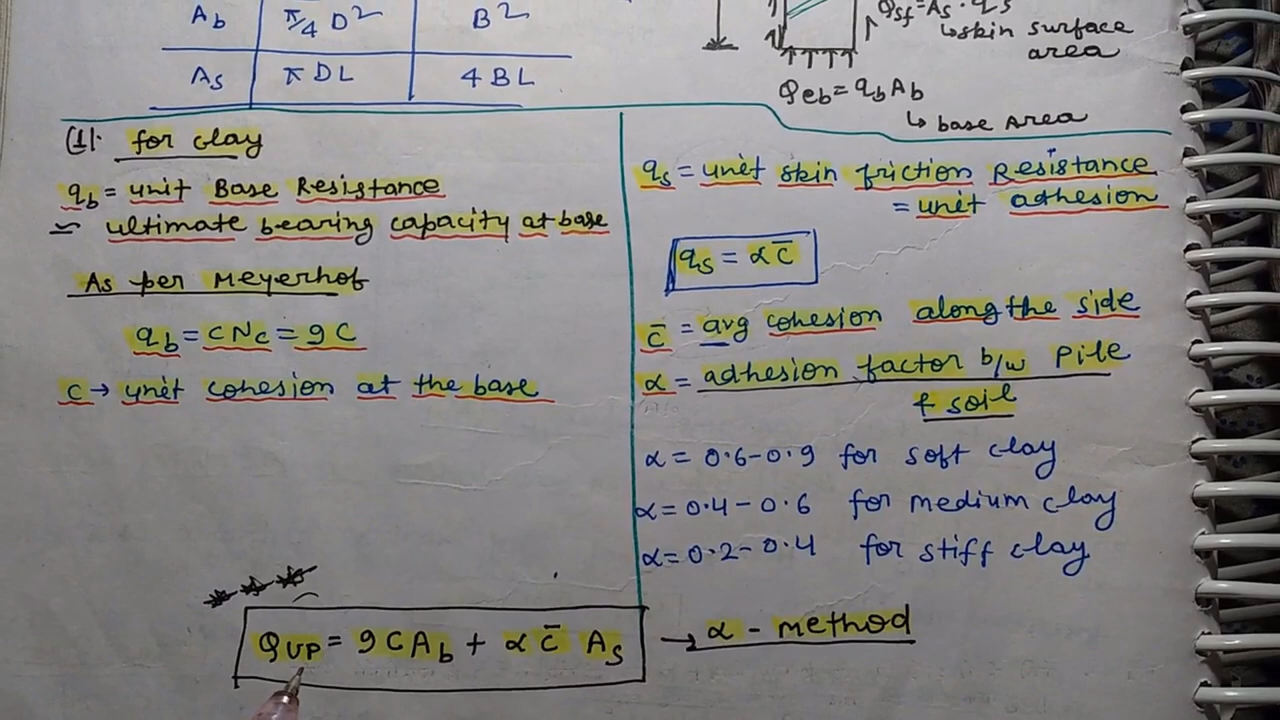 Ab π/4 D² B²
As π DL 4 BL
Qsf = As · qs
↳ skin surface area
Qeb = qb Ab
↳ base Area
(1). for clay
qb = unit Base Resistance
≃ ultimate bearing capacity at base
As per Meyerhof
qb = CNc = 9C
C → unit cohesion at the base
qs = unit skin friction Resistance
= unit adhesion
qs = α c̄
c̄ = avg cohesion along the side
α = adhesion factor b/w Pile
& soil
α = 0.6-0.9 for soft clay
α = 0.4-0.6 for medium clay
α = 0.2-0.4 for stiff clay
QUP = 9CAb + α c̄ As → α - method